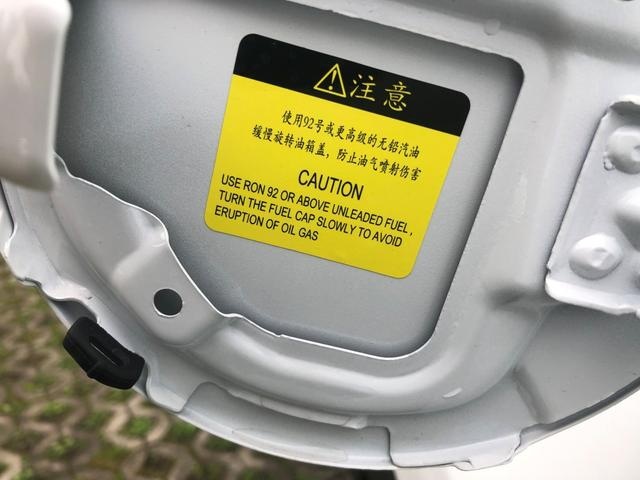 注意
使用92号或更高级的无铅汽油
缓慢旋转油箱盖，防止油气喷射伤害
CAUTION
USE RON 92 OR ABOVE UNLEADED FUEL,
TURN THE FUEL CAP SLOWLY TO AVOID
ERUPTION OF OIL GAS